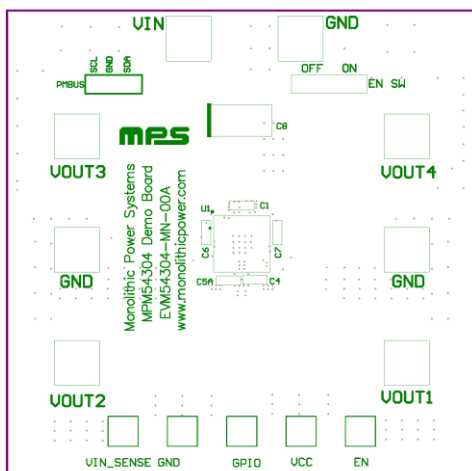 VIN
GND
SCL
GND
SDA
PMBUS
OFF ON
EN SW
MPS
C8
VOUT3
VOUT4
Monolithic Power Systems
MPM54304 Demo Board
EVM54304-MN-00A
www.monolithicpower.com
U1
C1
C6
C7
C5A
C4
GND
GND
VOUT2
VOUT1
VIN_SENSE GND GPIO VCC EN